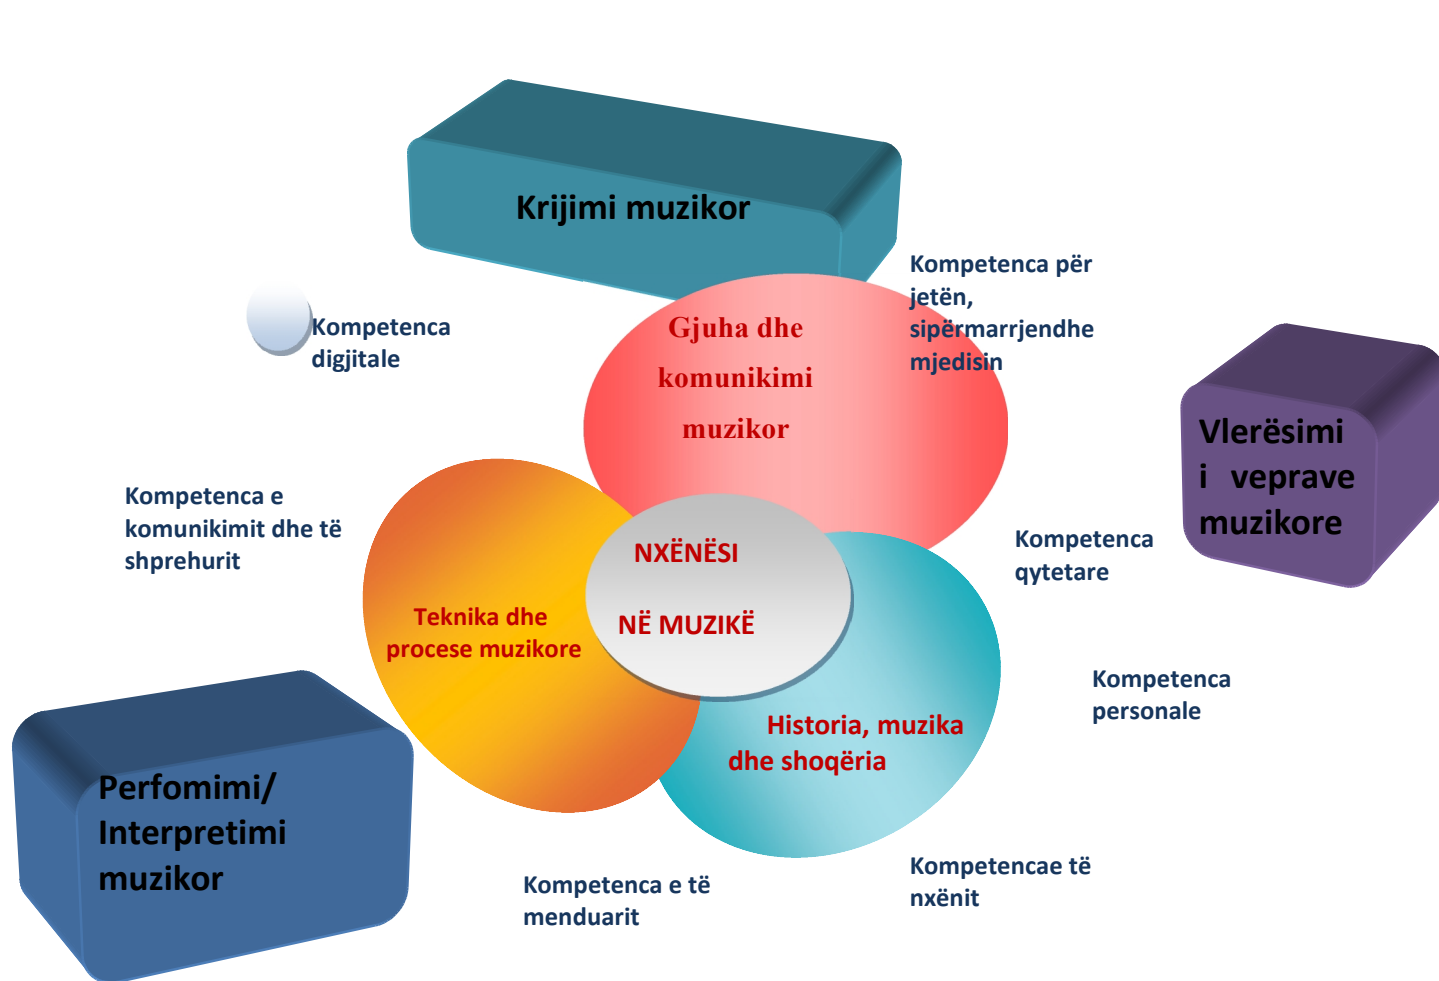 Krijimi muzikor
Kompetenca për
jetën,
sipërmarrjendhe
mjedisin
Kompetenca
digjitale
Gjuha dhe
komunikimi
muzikor
Vlerësimi
i veprave
muzikore
Kompetenca e
komunikimit dhe të
shprehurit
NXËNËSI
NË MUZIKË
Kompetenca
qytetare
Teknika dhe
procese muzikore
Kompetenca
personale
Historia, muzika
dhe shoqëria
Perfomimi/
Interpretimi
muzikor
Kompetenca e të
menduarit
Kompetencae të
nxënit